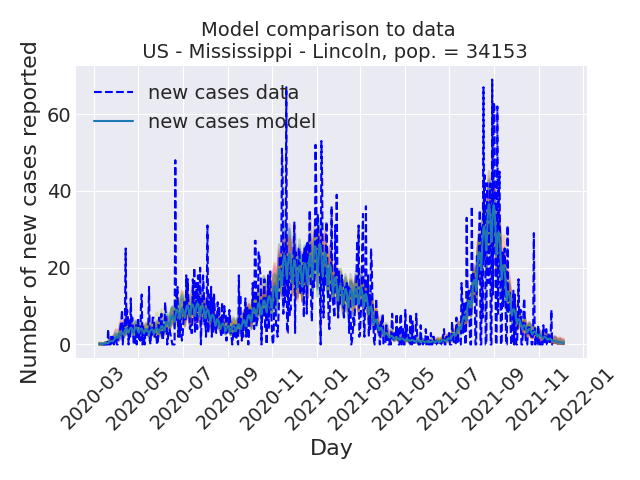 Model comparison to data
US - Mississippi - Lincoln, pop. = 34153
Number of new cases reported
60
40
20
0
new cases data
new cases model
2020-03
2020-05
2020-07
2020-09
2020-11
2021-01
2021-03
2021-05
2021-07
2021-09
2021-11
2022-01
Day